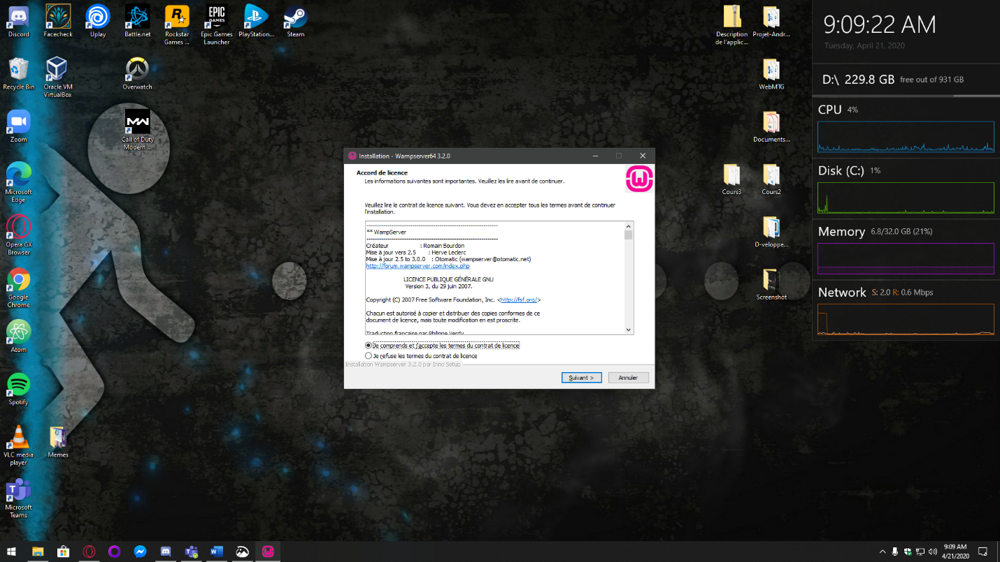 Discord
Facecheck
Uplay
Battle.net
Rockstar
Games ...
Epic Games
Launcher
PlayStation...
Steam
Recycle Bin
Oracle VM
VirtualBox
Overwatch
Zoom
Call of Duty
Modern ...
Microsoft
Edge
Opera GX
Browser
Google
Chrome
Atom
Spotify
VLC media
player
Memes
Microsoft
Teams
Description
de l'applic...
Projet-Andr...
WebMTG
Documents...
Cours3
Cours2
D-veloppe...
Screenshot
Installation - Wampserver64 3.2.0
Accord de licence
Les informations suivantes sont importantes. Veuillez les lire avant de continuer.
Veuillez lire le contrat de licence suivant. Vous devez en accepter tous les termes avant de continuer
l'installation.
** WampServer
Créateur : Romain Bourdon
Mise à jour vers 2.5 : Herve Leclerc
Mise à jour 2.5 to 3.0.0 : Otomatic (wampserver@otomatic.net)
http://forum.wampserver.com/index.php
LICENCE PUBLIQUE GÉNÉRALE GNU
Version 3, du 29 juin 2007.
Copyright (C) 2007 Free Software Foundation, Inc. <http://fsf.org/>
Chacun est autorisé à copier et distribuer des copies conformes de ce
document de licence, mais toute modification en est proscrite.
Traduction française par Philippe Verdy
Je comprends et j'accepte les termes du contrat de licence
Je refuse les termes du contrat de licence
Installation Wampserver 3.2.0 par Inno Setup
Suivant >
Annuler
9:09:22 AM
Tuesday, April 21, 2020
D:\ 229.8 GB free out of 931 GB
CPU 4%
Disk (C:) 1%
Memory 6.8/32.0 GB (21%)
Network S: 2.0 R: 0.6 Mbps
9:09 AM
4/21/2020